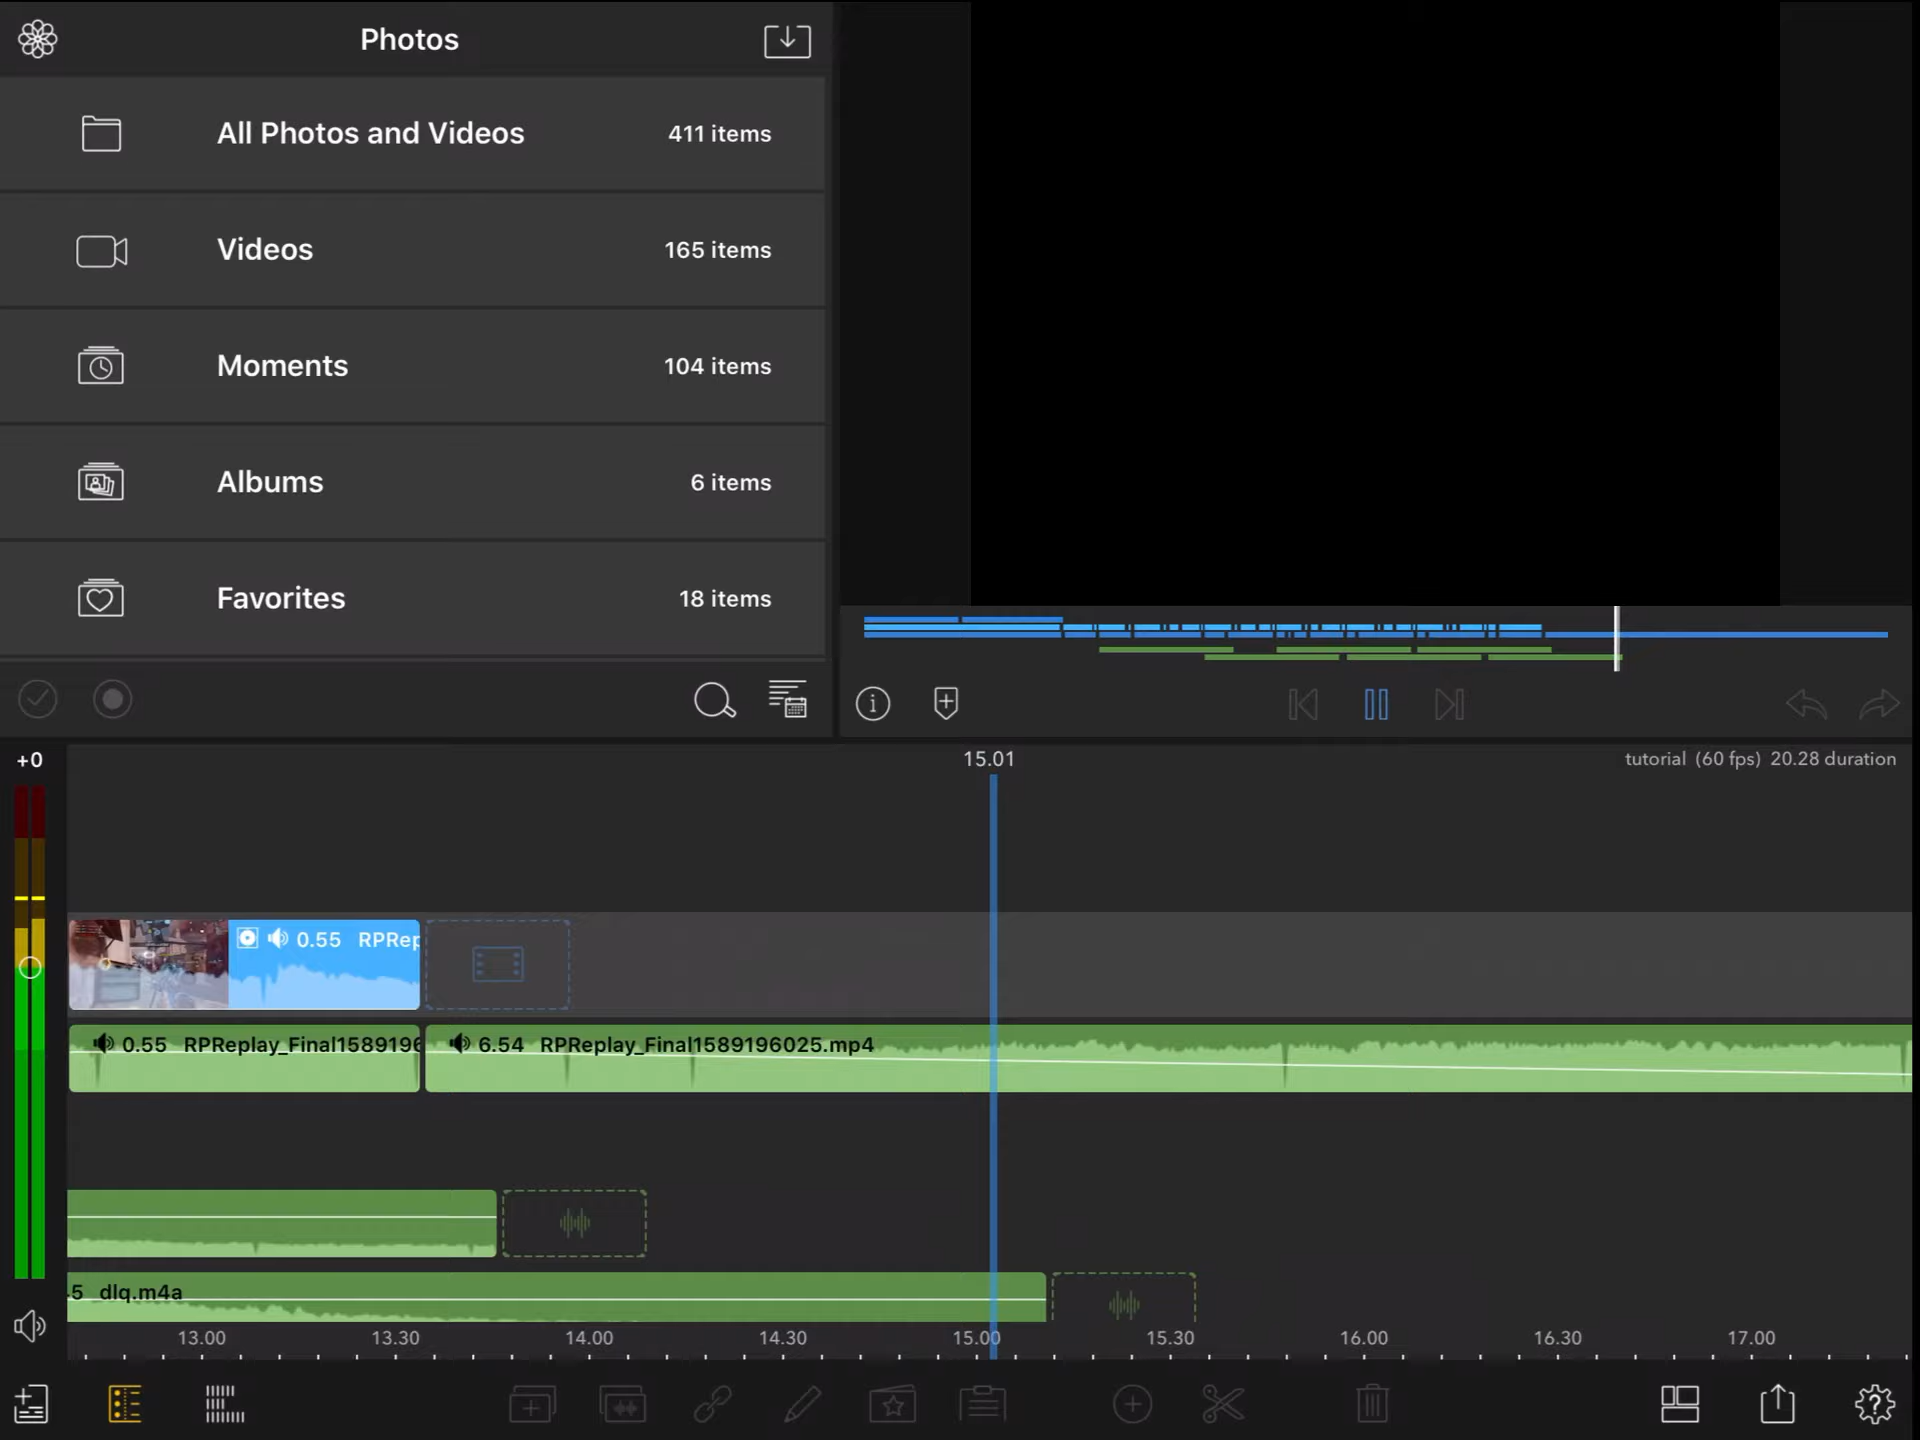 Photos
All Photos and Videos 411 items
Videos 165 items
Moments 104 items
Albums 6 items
Favorites 18 items
+0
15.01
tutorial (60 fps) 20.28 duration
0.55 RPRep
0.55 RPReplay_Final1589196
6.54 RPReplay_Final1589196025.mp4
5 dlq.m4a
13.00 13.30 14.00 14.30 15.00 15.30 16.00 16.30 17.00